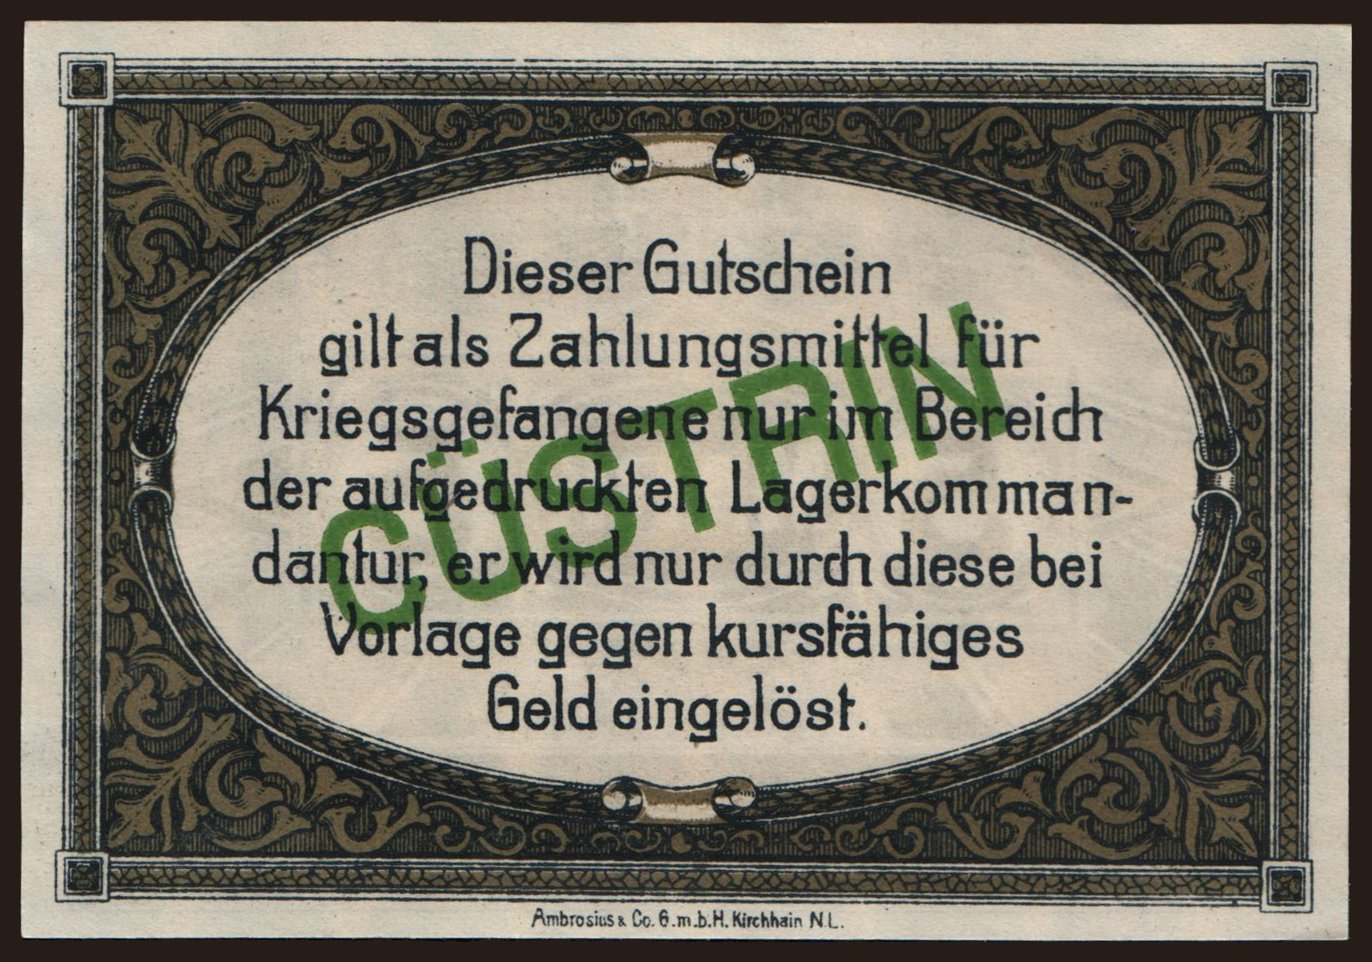 Dieser Gutschein
gilt als Zahlungsmittel für
Kriegsgefangene nur im Bereich
der aufgedruckten Lagerkomman-
dantur, er wird nur durch diese bei
Vorlage gegen kursfähiges
Geld eingelöst.
CÜSTRIN
Ambrosius & Co. G.m.b.H. Kirchhain N.L.